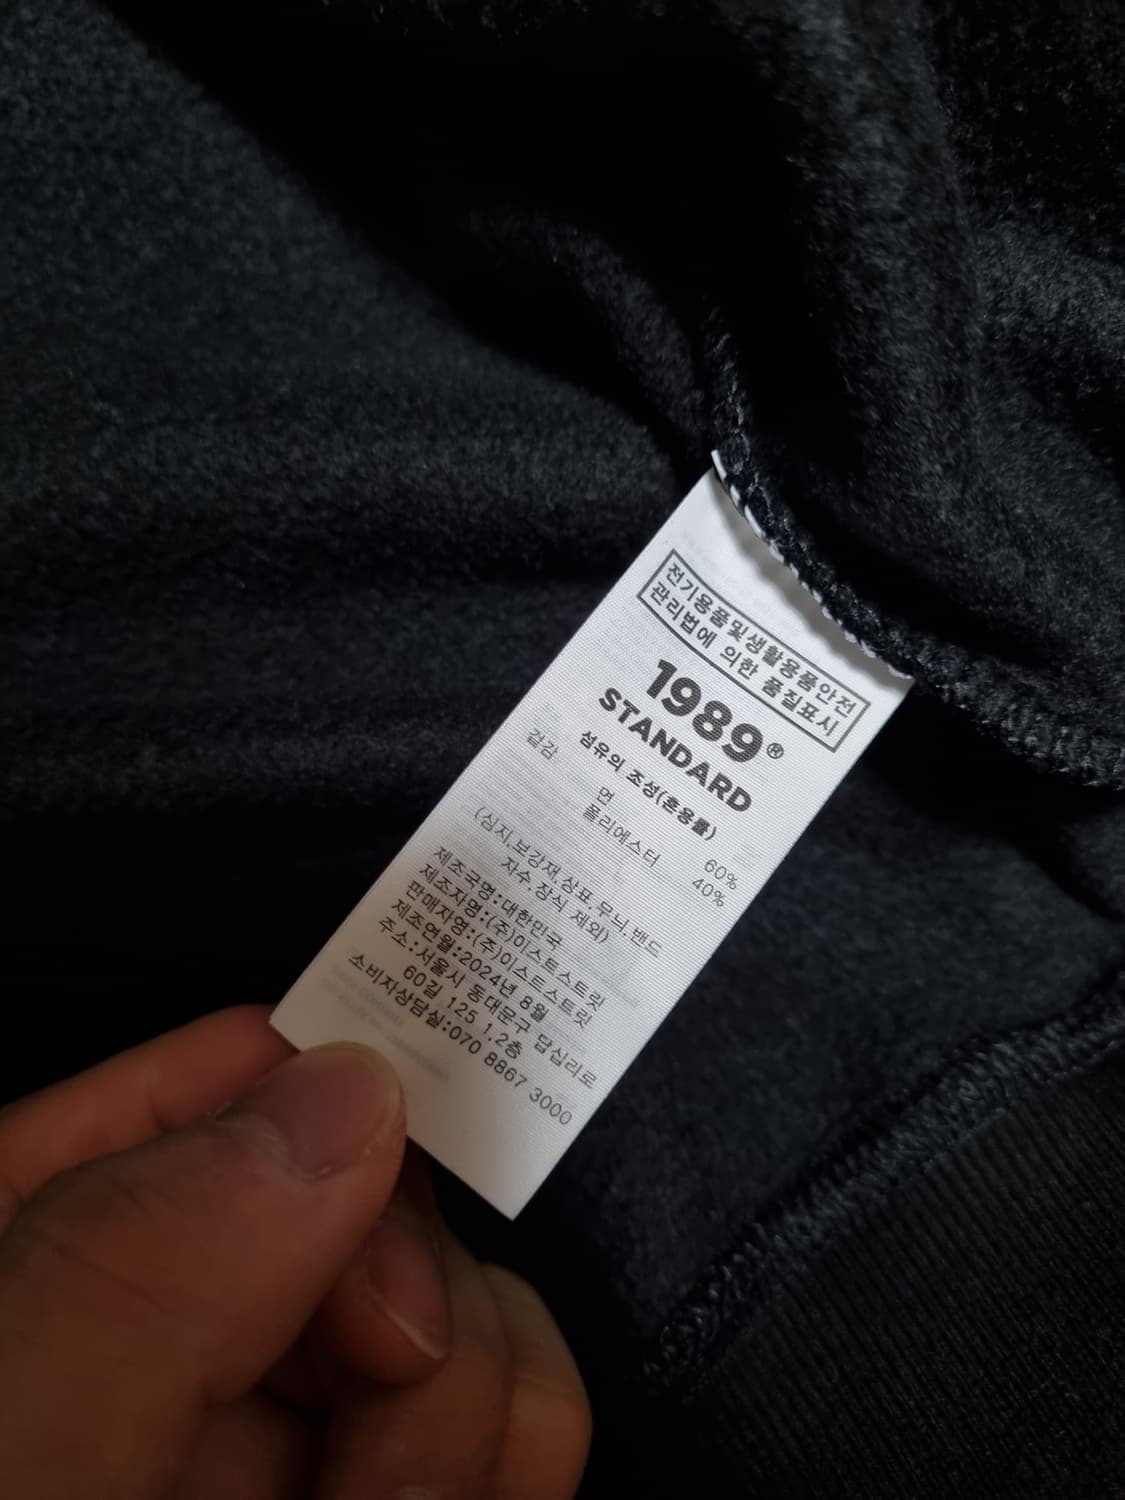 전기용품및생활용품안전
관리법에 의한 품질표시
1989®
STANDARD
섬유의 조성(혼용률)
겉감
면 60%
폴리에스터 40%
(심지,보강재,상표 무늬,밴드
자수,장식 제외)
제조국명:대한민국
제조자명:(주)이스트스트릿
판매자명:(주)이스트스트릿
제조연월:2024년 8월
주소:서울시 동대문구 답십리로
60길 125 1,2층
소비자상담실:070 8867 3000